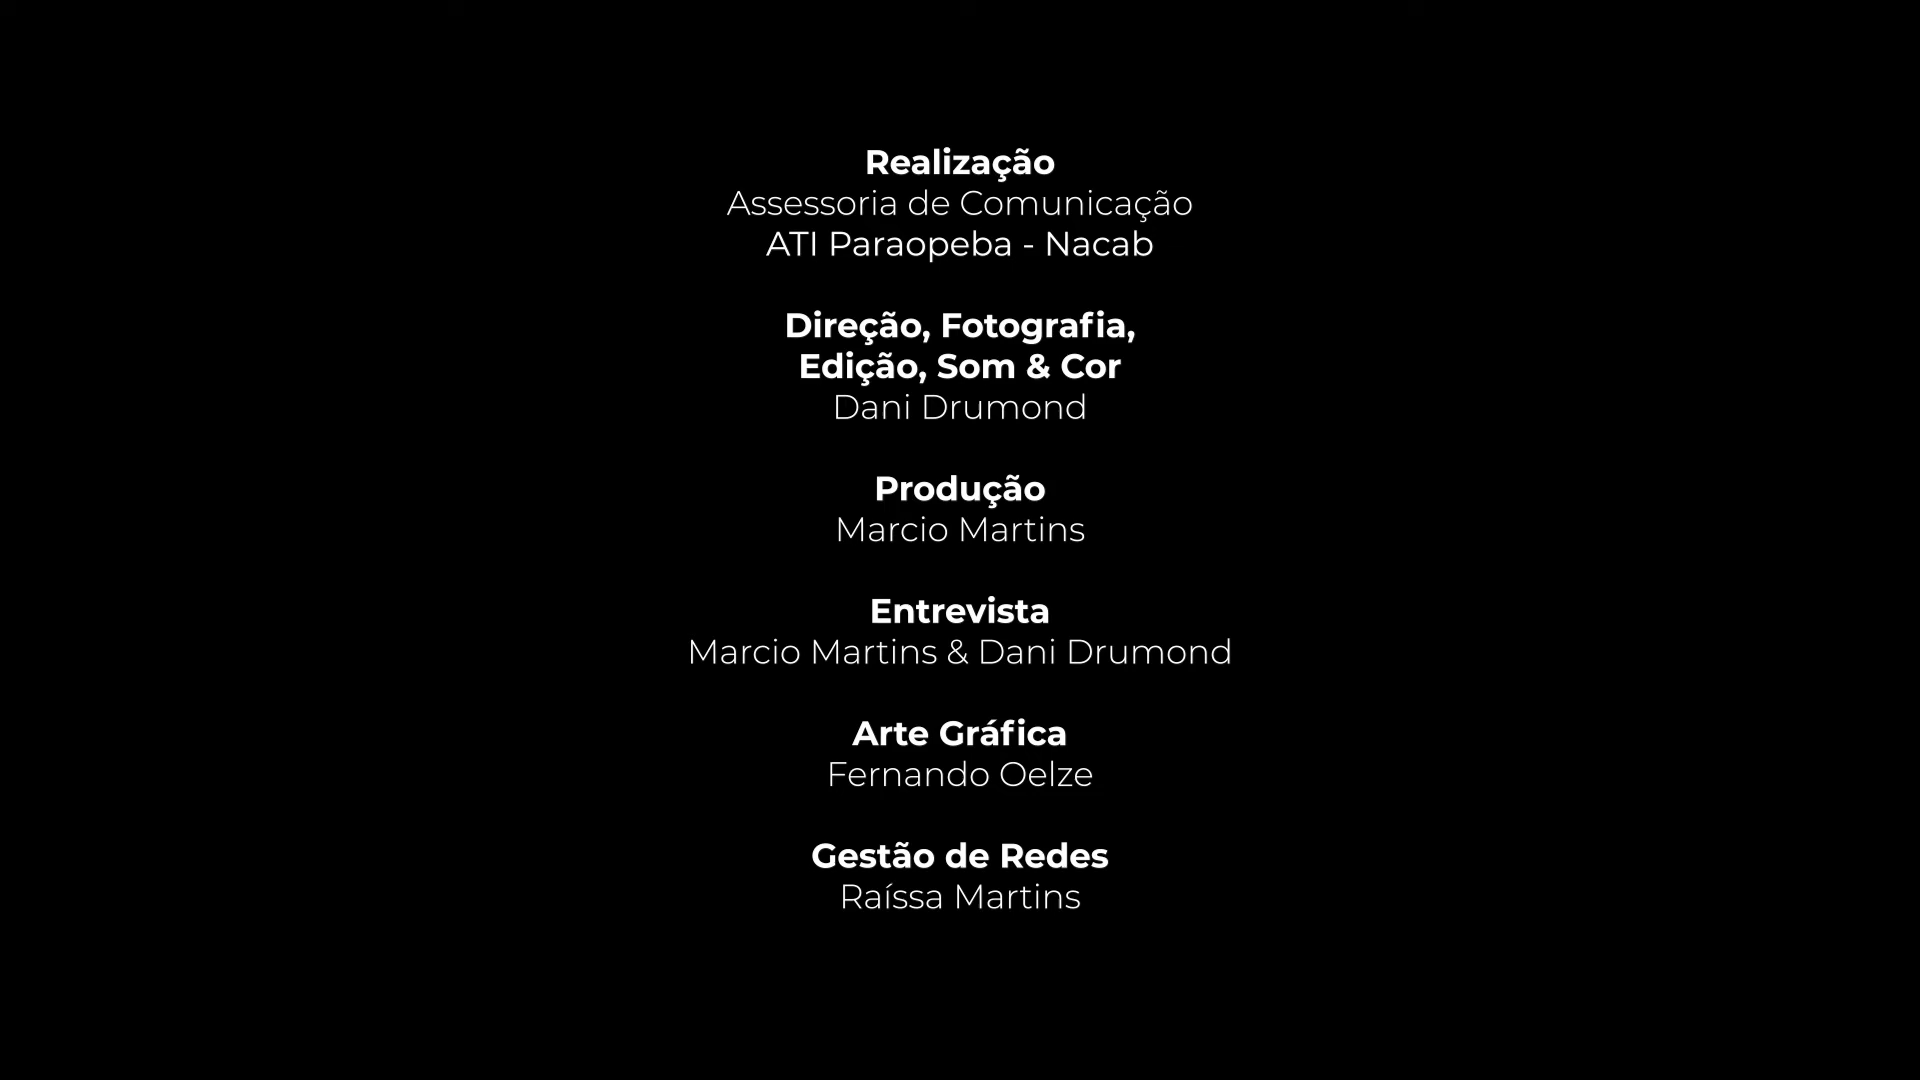 Realização
Assessoria de Comunicação
ATI Paraopeba - Nacab
Direção, Fotografia,
Edição, Som & Cor
Dani Drumond
Produção
Marcio Martins
Entrevista
Marcio Martins & Dani Drumond
Arte Gráfica
Fernando Oelze
Gestão de Redes
Raíssa Martins